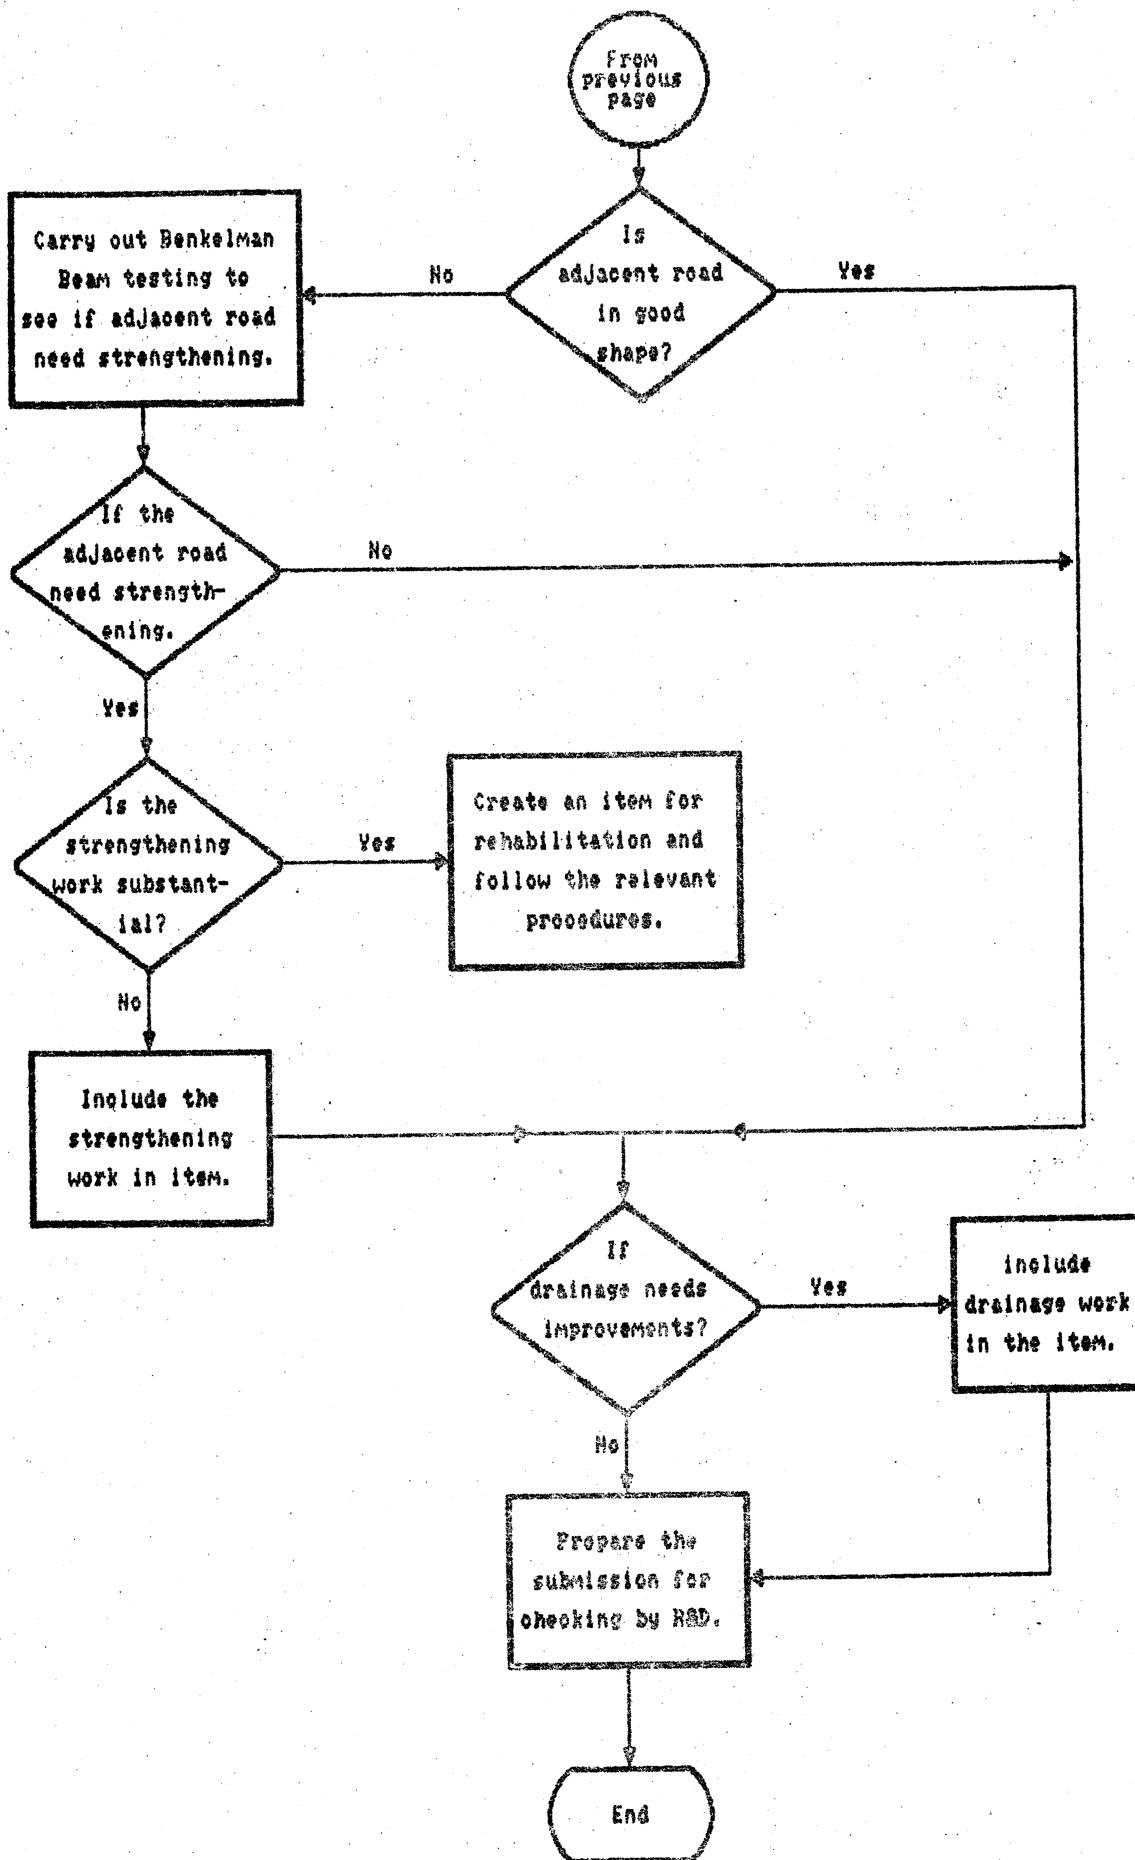 From
previous
page
Is
adjacent road
in good
shape?
No
Yes
Carry out Benkelman
Beam testing to
see if adjacent road
need strengthening.
If the
adjacent road
need strength-
ening.
No
Yes
Is the
strengthening
work substant-
ial?
Yes
Create an item for
rehabilitation and
follow the relevant
procedures.
No
Include the
strengthening
work in item.
If
drainage needs
improvements?
Yes
include
drainage work
in the item.
No
Prepare the
submission for
checking by R&D.
End